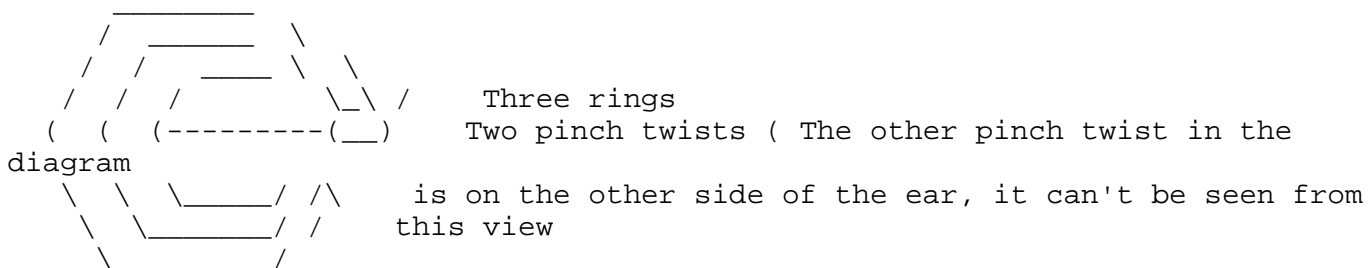 Three rings
Two pinch twists ( The other pinch twist in the
diagram
is on the other side of the ear, it can't be seen from
this view